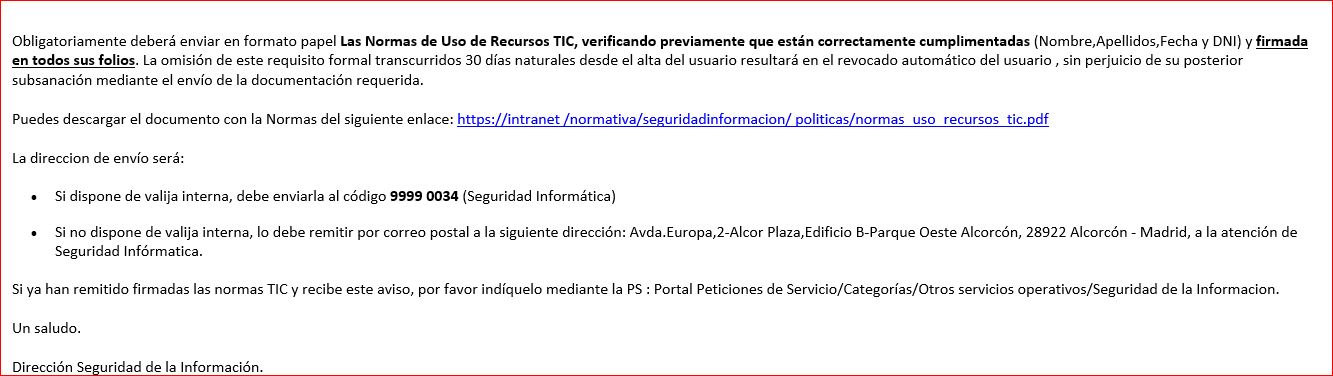 Obligatoriamente deberá enviar en formato papel Las Normas de Uso de Recursos TIC, verificando previamente que están correctamente cumplimentadas (Nombre,Apellidos,Fecha y DNI) y firmada
en todos sus folios. La omisión de este requisito formal transcurridos 30 días naturales desde el alta del usuario resultará en el revocado automático del usuario , sin perjuicio de su posterior
subsanación mediante el envío de la documentación requerida.
Puedes descargar el documento con la Normas del siguiente enlace: https://intranet /normativa/seguridadinformacion/ politicas/normas_uso_recursos_tic.pdf
La direccion de envío será:
• Si dispone de valija interna, debe enviarla al código 9999 0034 (Seguridad Informática)
• Si no dispone de valija interna, lo debe remitir por correo postal a la siguiente dirección: Avda.Europa,2-Alcor Plaza,Edificio B-Parque Oeste Alcorcón, 28922 Alcorcón - Madrid, a la atención de
Seguridad Infórmatica.
Si ya han remitido firmadas las normas TIC y recibe este aviso, por favor indíquelo mediante la PS : Portal Peticiones de Servicio/Categorías/Otros servicios operativos/Seguridad de la Informacion.
Un saludo.
Dirección Seguridad de la Información.